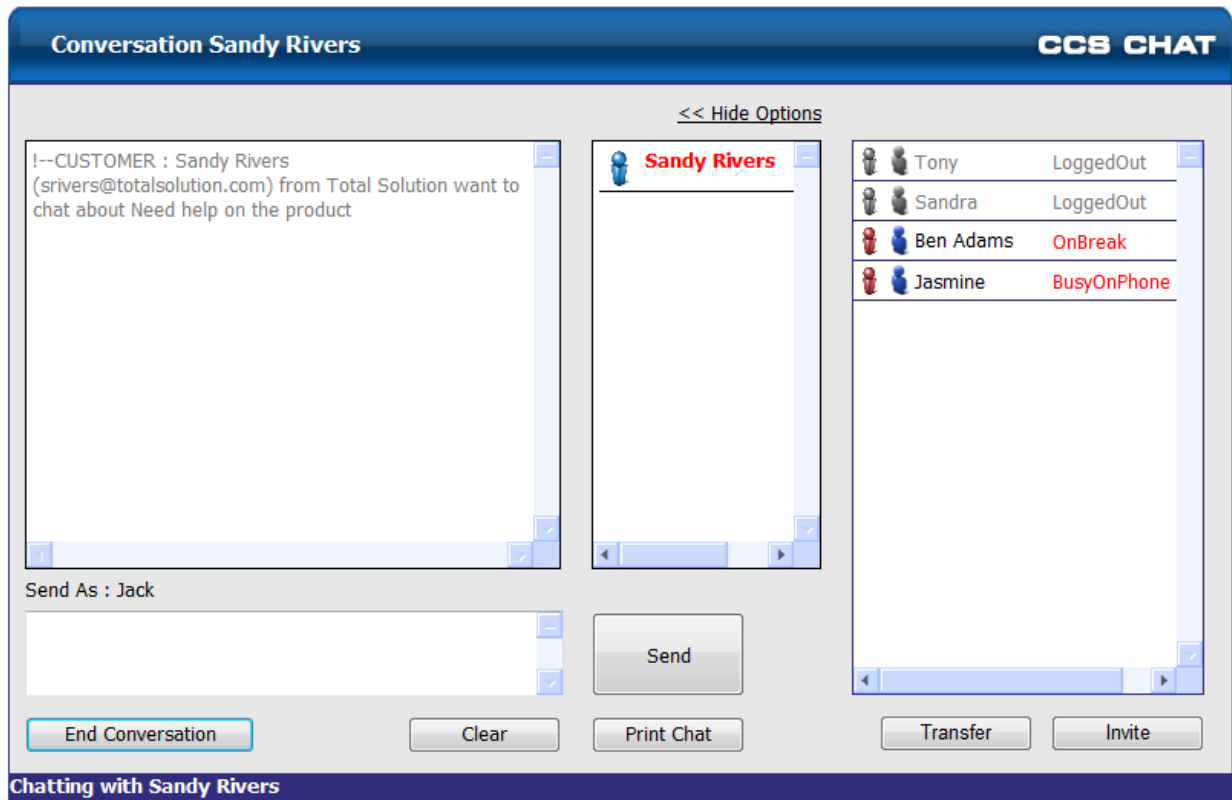 Conversation Sandy Rivers
CCS CHAT
<< Hide Options
!--CUSTOMER : Sandy Rivers
(srivers@totalsolution.com) from Total Solution want to
chat about Need help on the product
Sandy Rivers
Tony LoggedOut
Sandra LoggedOut
Ben Adams OnBreak
Jasmine BusyOnPhone
Send As : Jack
Send
End Conversation
Clear
Print Chat
Transfer
Invite
Chatting with Sandy Rivers